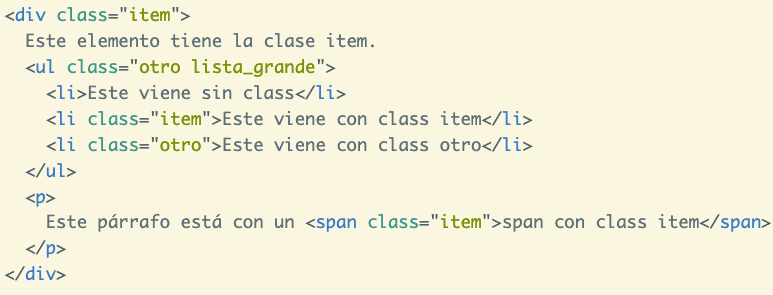 <div class="item">
  Este elemento tiene la clase item.
  <ul class="otro lista_grande">
    <li>Este viene sin class</li>
    <li class="item">Este viene con class item</li>
    <li class="otro">Este viene con class otro</li>
  </ul>
  <p>
    Este párrafo está con un <span class="item">span con class item</span>
  </p>
</div>